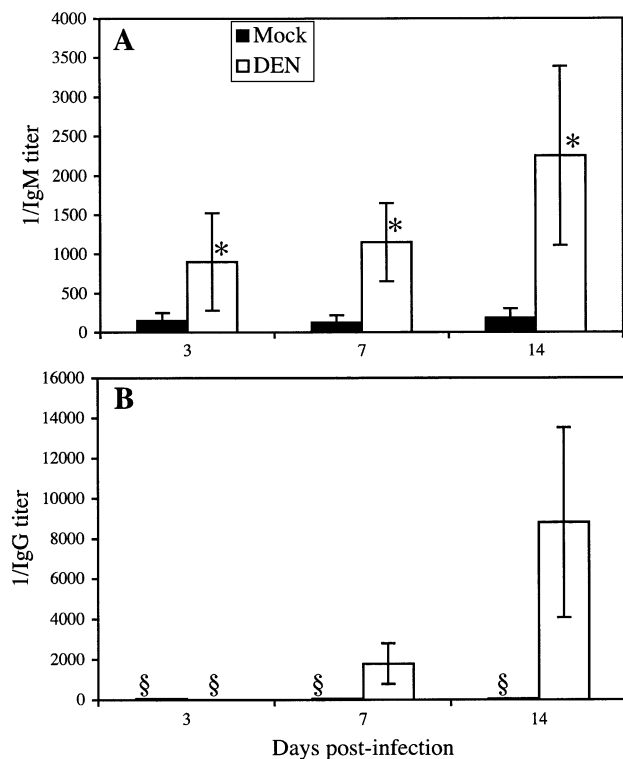 A
Mock
DEN
4000
3500
3000
2500
2000
1500
1000
500
0
1/IgM titer
* * *
3 7 14
B
16000
14000
12000
10000
8000
6000
4000
2000
0
1/IgG titer
§ § § §
3 7 14
Days post-infection